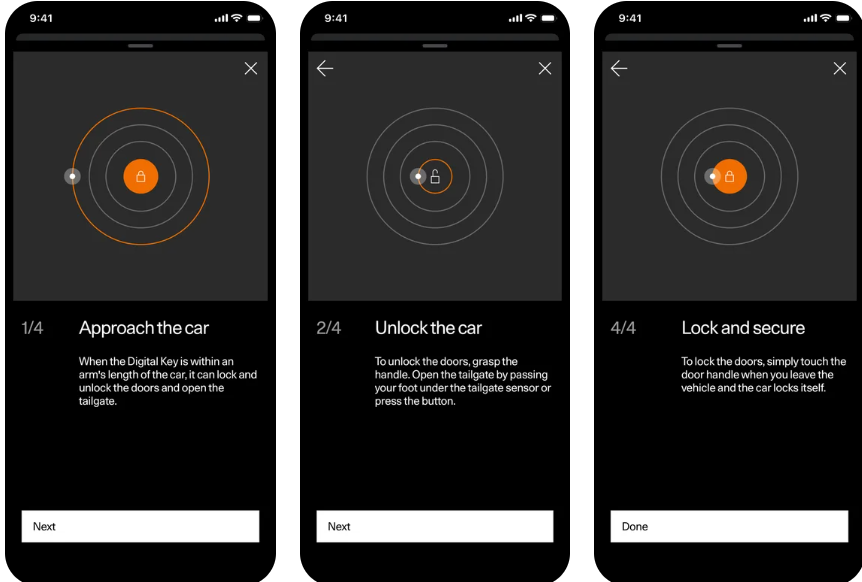 9:41
1/4
Approach the car
When the Digital Key is within an
arm's length of the car, it can lock and
unlock the doors and open the
tailgate.
Next
9:41
2/4
Unlock the car
To unlock the doors, grasp the
handle. Open the tailgate by passing
your foot under the tailgate sensor or
press the button.
Next
9:41
4/4
Lock and secure
To lock the doors, simply touch the
door handle when you leave the
vehicle and the car locks itself.
Done